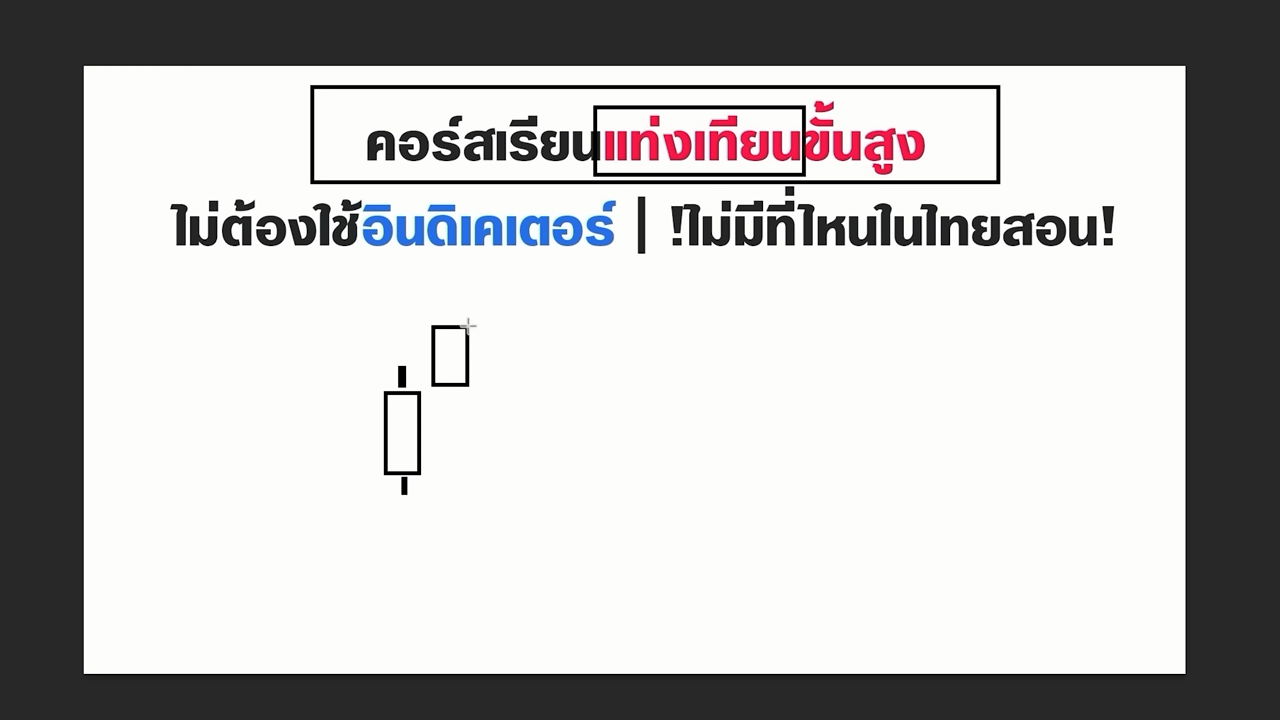 คอร์สเรียนแท่งเทียนขั้นสูง
ไม่ต้องใช้อินดิเคเตอร์ | !ไม่มีที่ไหนในไทยสอน!